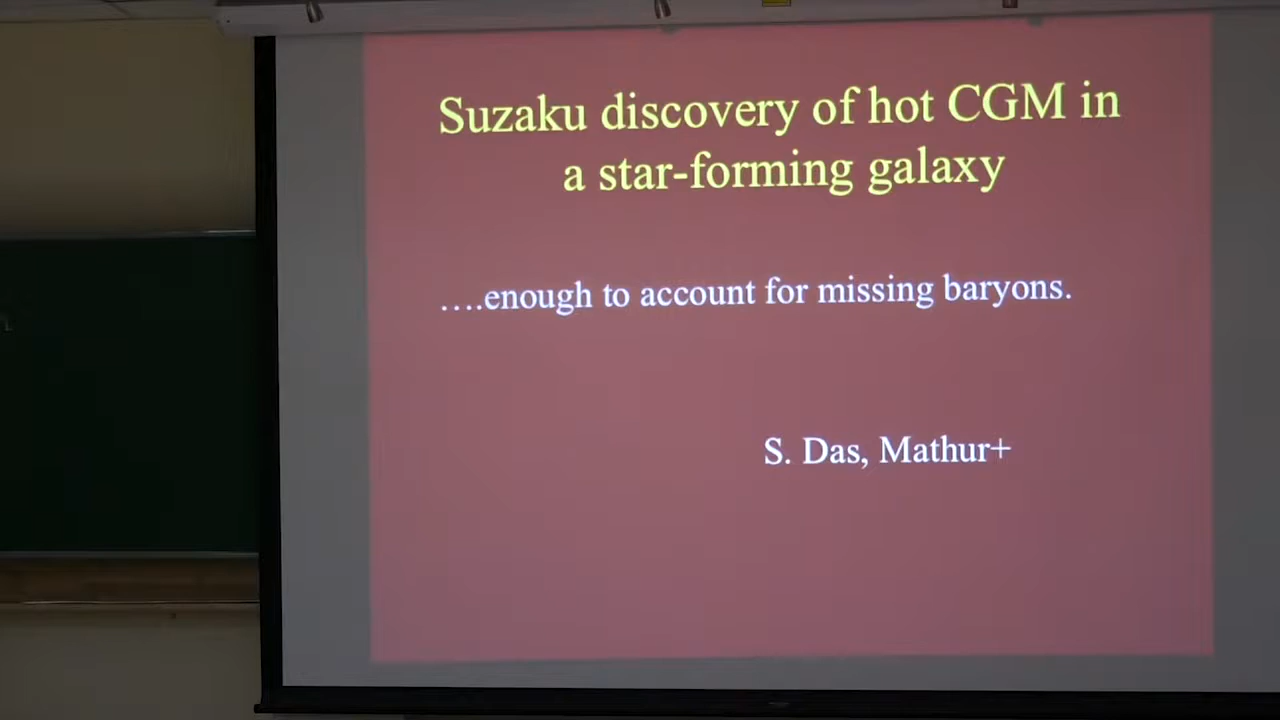 Suzaku discovery of hot CGM in
a star-forming galaxy
….enough to account for missing baryons.
S. Das, Mathur+